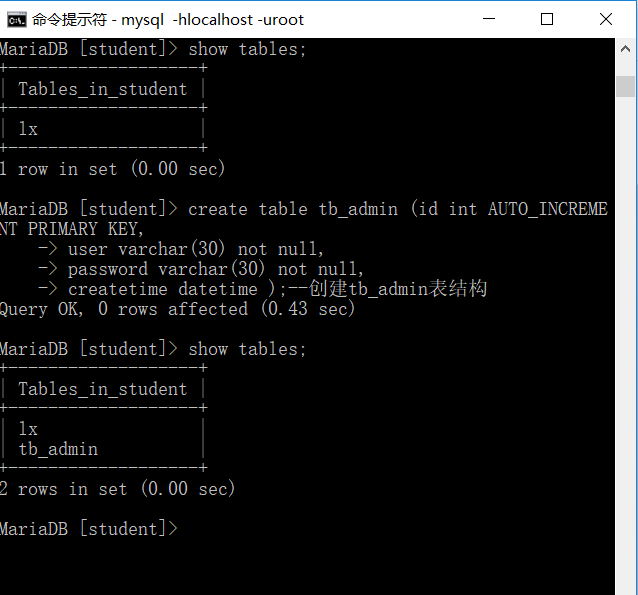 命令提示符 - mysql  -hlocalhost -uroot
MariaDB [student]> show tables;
+-------------------+
| Tables_in_student |
+-------------------+
| lx                |
+-------------------+
1 row in set (0.00 sec)
MariaDB [student]> create table tb_admin (id int AUTO_INCREME
NT PRIMARY KEY,
    -> user varchar(30) not null,
    -> password varchar(30) not null,
    -> createtime datetime );--创建tb_admin表结构
Query OK, 0 rows affected (0.43 sec)
MariaDB [student]> show tables;
+-------------------+
| Tables_in_student |
+-------------------+
| lx                |
| tb_admin          |
+-------------------+
2 rows in set (0.00 sec)
MariaDB [student]>